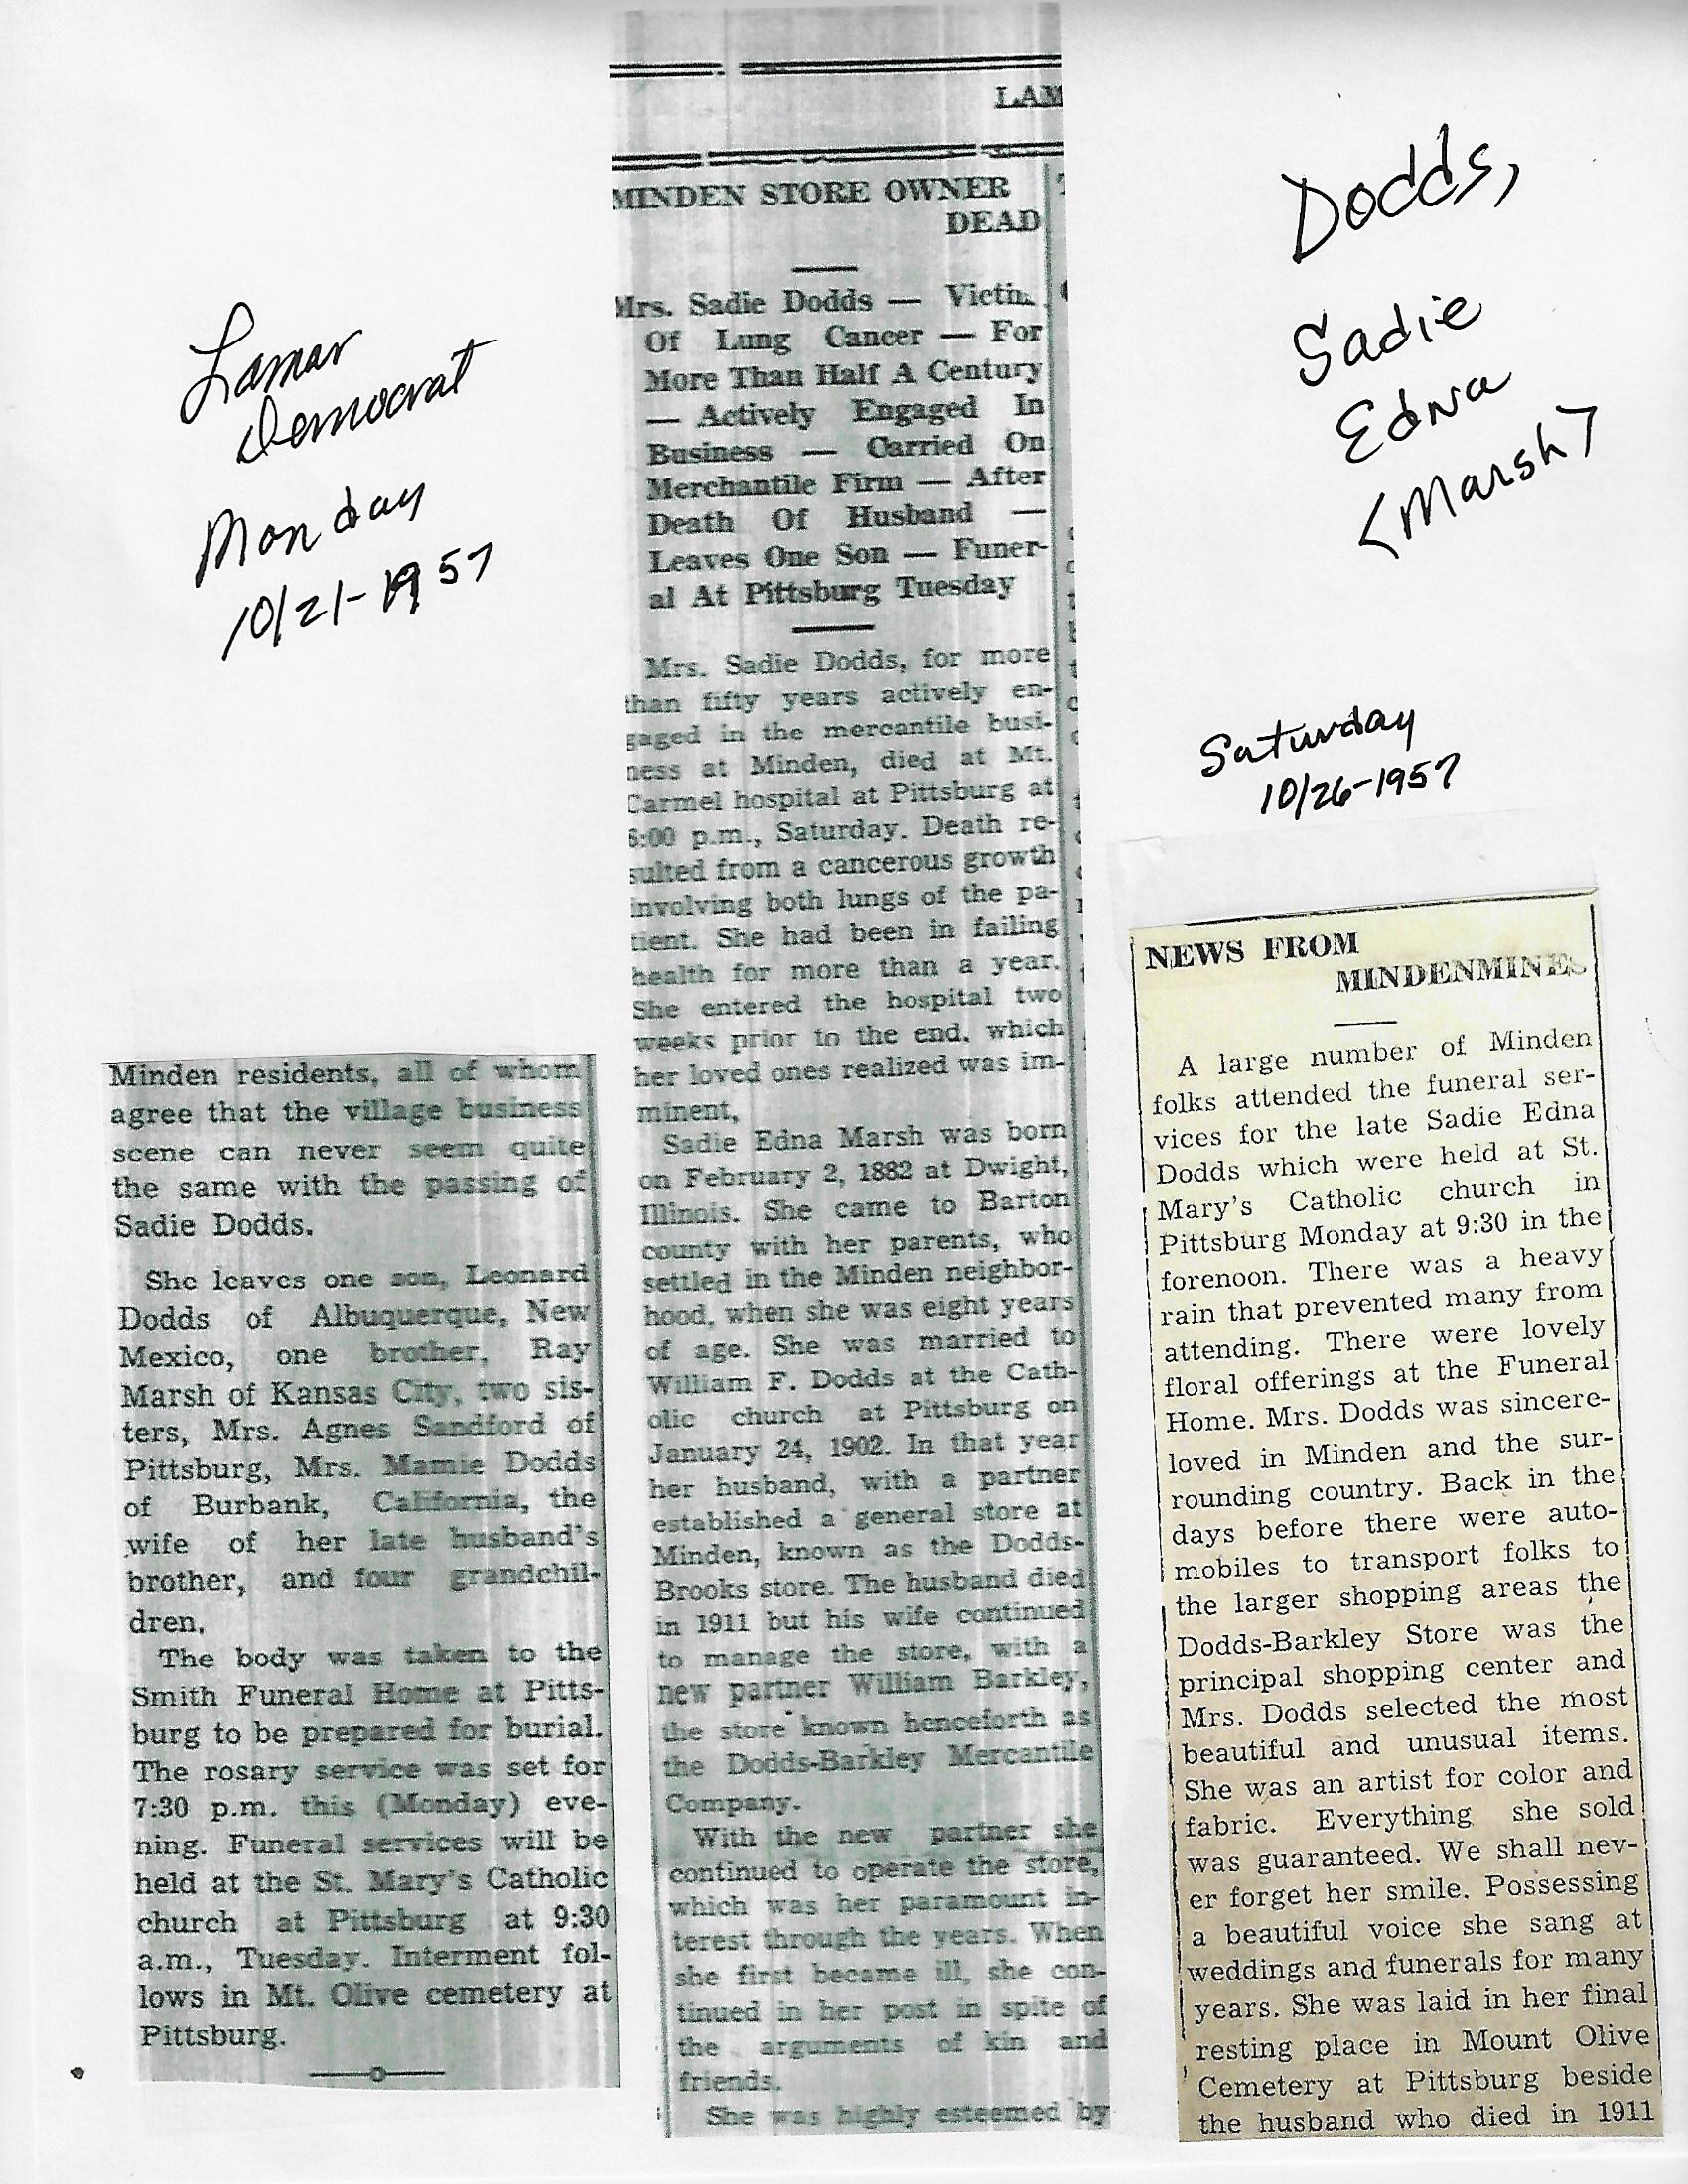 Lamar
Democrat
Monday
10/21-1957
Dodds,
Sadie
Edna
<Marsh>
LAM
MINDEN STORE OWNER
DEAD
Mrs. Sadie Dodds — Victim
Of Lung Cancer — For
More Than Half A Century
— Actively Engaged In
Business — Carried On
Merchantile Firm — After
Death Of Husband —
Leaves One Son — Funer-
al At Pittsburg Tuesday
Mrs. Sadie Dodds, for more
than fifty years actively en-
gaged in the mercantile busi-
ness at Minden, died at Mt.
Carmel hospital at Pittsburg at
6:00 p.m., Saturday. Death re-
sulted from a cancerous growth
involving both lungs of the pa-
tient. She had been in failing
health for more than a year.
She entered the hospital two
weeks prior to the end, which
her loved ones realized was im-
minent,
Sadie Edna Marsh was born
on February 2, 1882 at Dwight,
Illinois. She came to Barton
county with her parents, who
settled in the Minden neighbor-
hood, when she was eight years
of age. She was married to
William F. Dodds at the Cath-
olic church at Pittsburg on
January 24, 1902. In that year
her husband, with a partner
established a general store at
Minden, known as the Dodds-
Brooks store. The husband died
in 1911 but his wife continued
to manage the store, with a
new partner William Barkley,
the store known henceforth as
the Dodds-Barkley Mercantile
Company.
With the new partner she
continued to operate the store,
which was her paramount in-
terest through the years. When
she first became ill, she con-
tinued in her post in spite of
the arguments of kin and
friends.
She was highly esteemed by
Minden residents, all of whom
agree that the village business
scene can never seem quite
the same with the passing of
Sadie Dodds.
She leaves one son, Leonard
Dodds of Albuquerque, New
Mexico, one brother, Ray
Marsh of Kansas City, two sis-
ters, Mrs. Agnes Sandford of
Pittsburg, Mrs. Mamie Dodds
of Burbank, California, the
wife of her late husband's
brother, and four grandchil-
dren.
The body was taken to the
Smith Funeral Home at Pitts-
burg to be prepared for burial.
The rosary service was set for
7:30 p.m. this (Monday) eve-
ning. Funeral services will be
held at the St. Mary's Catholic
church at Pittsburg at 9:30
a.m., Tuesday. Interment fol-
lows in Mt. Olive cemetery at
Pittsburg.
Saturday
10/26-1957
NEWS FROM
MINDENMINES
A large number of Minden
folks attended the funeral ser-
vices for the late Sadie Edna
Dodds which were held at St.
Mary's Catholic church in
Pittsburg Monday at 9:30 in the
forenoon. There was a heavy
rain that prevented many from
attending. There were lovely
floral offerings at the Funeral
Home. Mrs. Dodds was sincere-
loved in Minden and the sur-
rounding country. Back in the
days before there were auto-
mobiles to transport folks to
the larger shopping areas the
Dodds-Barkley Store was the
principal shopping center and
Mrs. Dodds selected the most
beautiful and unusual items.
She was an artist for color and
fabric. Everything she sold
was guaranteed. We shall nev-
er forget her smile. Possessing
a beautiful voice she sang at
weddings and funerals for many
years. She was laid in her final
resting place in Mount Olive
Cemetery at Pittsburg beside
the husband who died in 1911